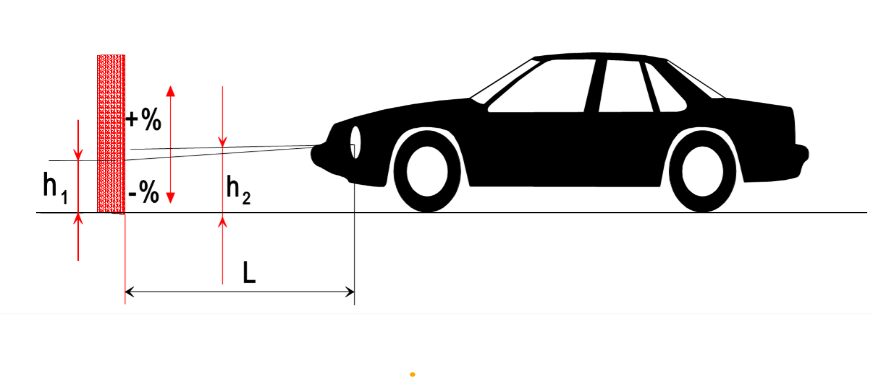 +%
h₁
-%
h₂
L